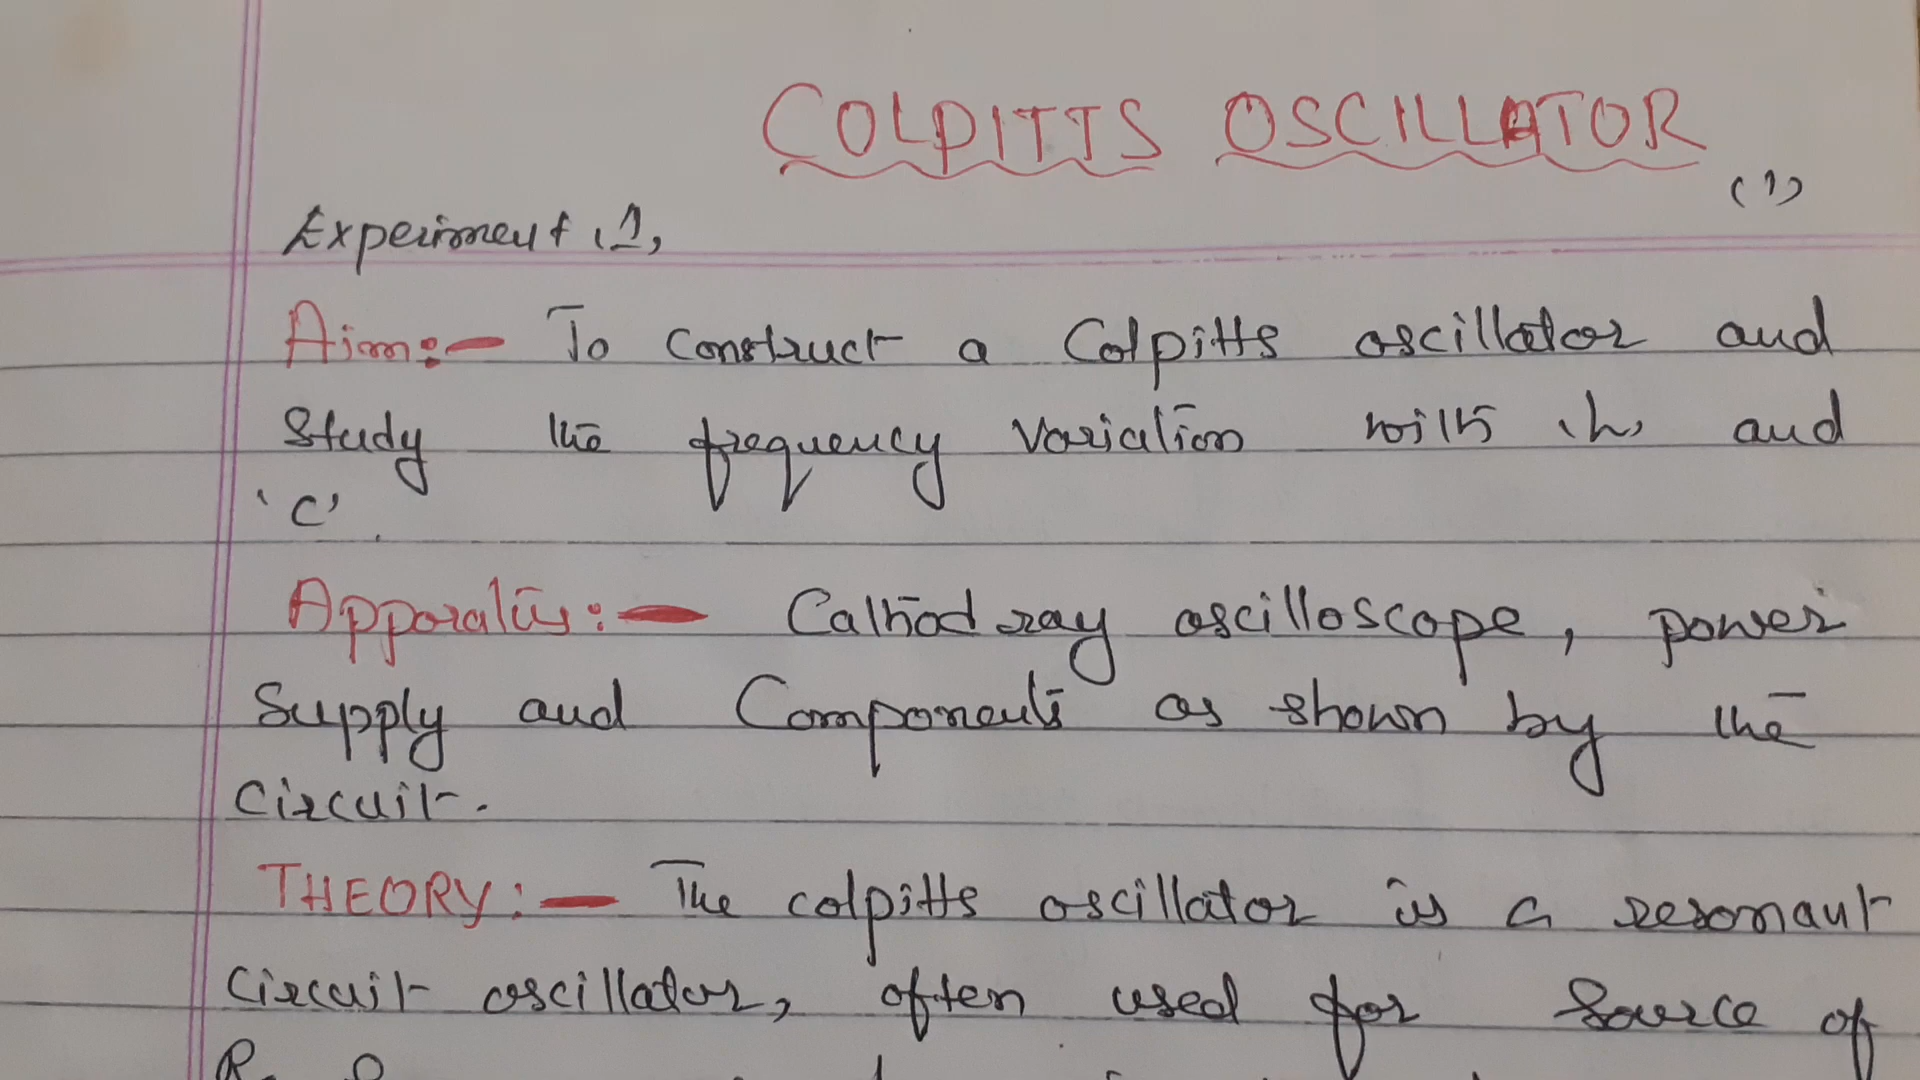 COLPITTS OSCILLATOR
(1)
Experiment .1,
Aim:- To construct a Colpitts oscillator and
Study the frequency variation with 'L' and
'C'.
Apparatus:- Cathod ray oscilloscope, power
Supply and Components as shown by the
Circuit.
THEORY:- The colpitts oscillator is a resonant
Circuit oscillator, often used for Source of